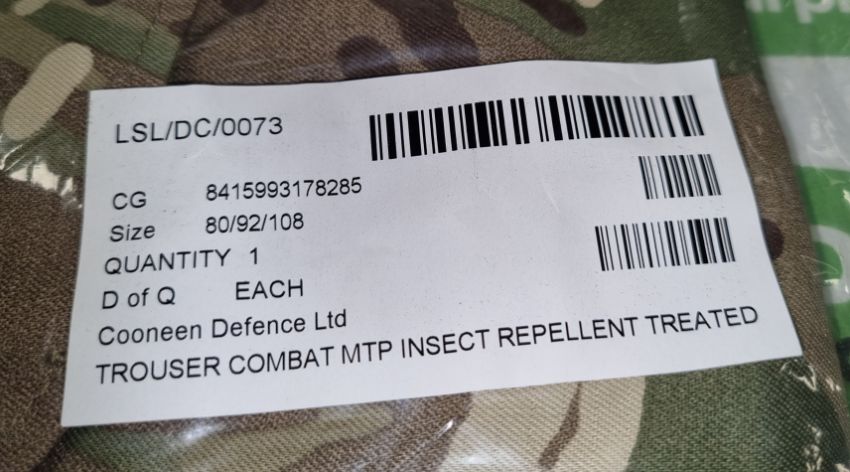 LSL/DC/0073
CG 8415993178285
Size 80/92/108
QUANTITY 1
D of Q EACH
Cooneen Defence Ltd
TROUSER COMBAT MTP INSECT REPELLENT TREATED